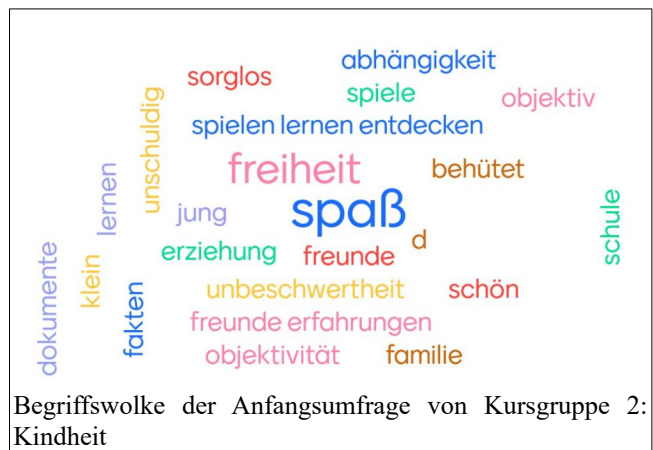 abhängigkeit
sorglos
spiele
objektiv
unschuldig
spielen lernen entdecken
freiheit
behütet
lernen
jung
spaß
schule
d
erziehung
freunde
dokumente
klein
fakten
unbeschwertheit
schön
freunde erfahrungen
objektivität
familie
Begriffswolke der Anfangsumfrage von Kursgruppe 2:
Kindheit